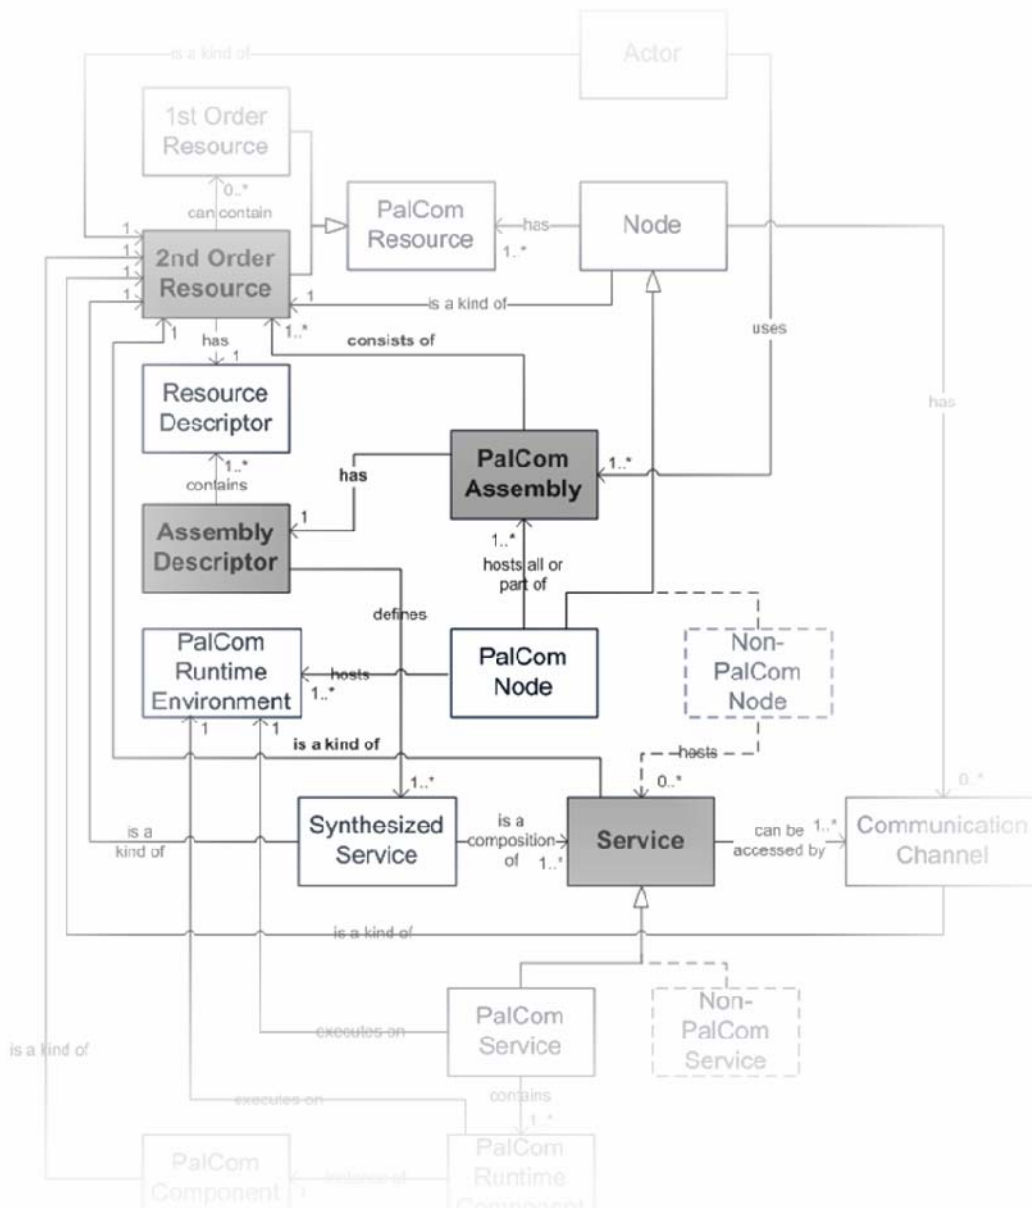 is a kind of
Actor
1st Order
Resource
0..*
can contain
PalCom
Resource
has
1..*
Node
1
1
1
1
2nd Order
Resource
1
is a kind of
1
has
1
1..*
consists of
uses
has
Resource
Descriptor
1..*
contains
has
1
PalCom
Assembly
1..*
Assembly
Descriptor
1..*
hosts all or
part of
defines
PalCom
Runtime
Environment
hosts
1..*
PalCom
Node
Non-
PalCom
Node
1
1
is a kind of
hosts
0..*
0..*
1..*
is a
kind of
Synthesized
Service
is a
composition
of
1..*
Service
can be
accessed by
1..*
Communication
Channel
is a kind of
PalCom
Service
Non-
PalCom
Service
executes on
is a kind of
contains
1..*
executes on
PalCom
Component
instance of
PalCom
Runtime
Component